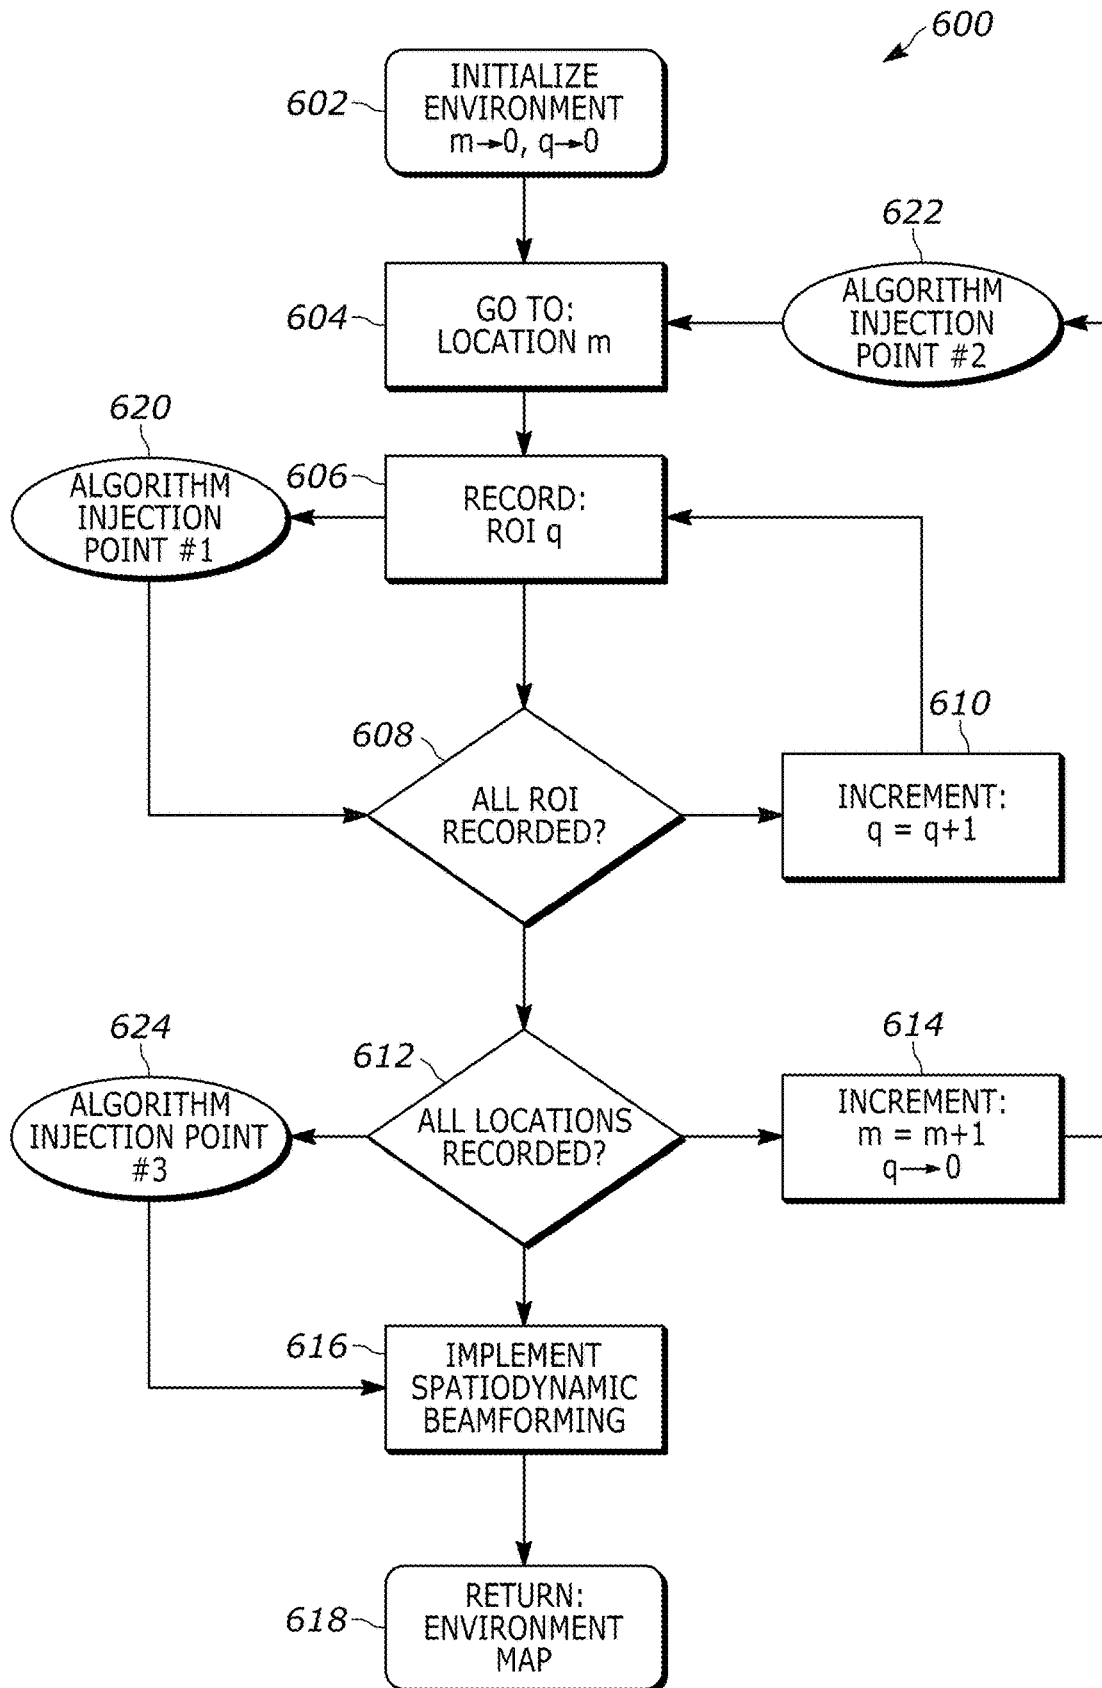 600
602
INITIALIZE
ENVIRONMENT
m→0, q→0
622
604
GO TO:
LOCATION m
ALGORITHM
INJECTION
POINT #2
620
606
ALGORITHM
INJECTION
POINT #1
RECORD:
ROI q
608
ALL ROI
RECORDED?
610
INCREMENT:
q = q+1
624
612
614
ALGORITHM
INJECTION POINT
#3
ALL LOCATIONS
RECORDED?
INCREMENT:
m = m+1
q→0
616
IMPLEMENT
SPATIODYNAMIC
BEAMFORMING
618
RETURN:
ENVIRONMENT
MAP